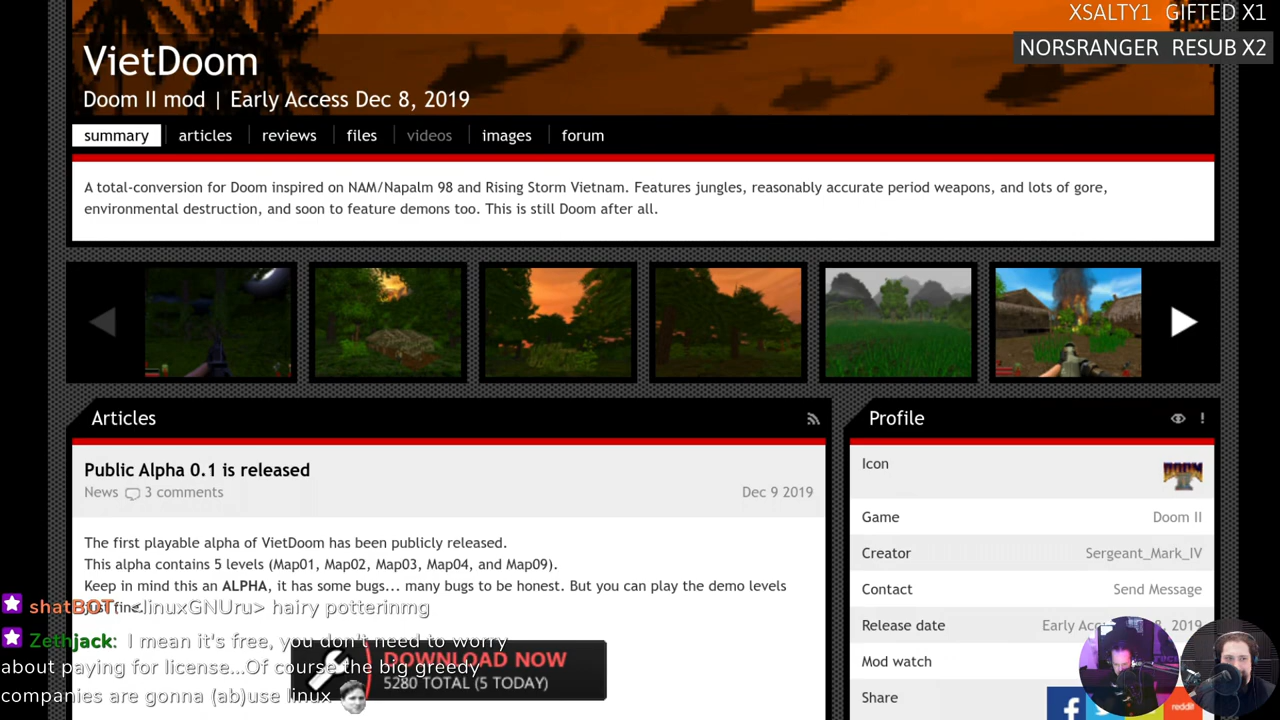 XSALTY1 GIFTED X1
NORSRANGER RESUB X2
VietDoom
Doom II mod | Early Access Dec 8, 2019
summary articles reviews files videos images forum
A total-conversion for Doom inspired on NAM/Napalm 98 and Rising Storm Vietnam. Features jungles, reasonably accurate period weapons, and lots of gore,
environmental destruction, and soon to feature demons too. This is still Doom after all.
Articles
Public Alpha 0.1 is released
News 3 comments
Dec 9 2019
The first playable alpha of VietDoom has been publicly released.
This alpha contains 5 levels (Map01, Map02, Map03, Map04, and Map09).
Keep in mind this an ALPHA, it has some bugs... many bugs to be honest. But you can play the demo levels
just fine.
DOWNLOAD NOW
5280 TOTAL (5 TODAY)
Profile
Icon
DOOM
Game Doom II
Creator Sergeant_Mark_IV
Contact Send Message
Release date Early 8, 2019
Mod watch
Share
reddit
shatBOT <linuxGNUru> hairy potterinmg
Zethjack: I mean it's free, you don't need to worry
about paying for license...Of course the big greedy
companies are gonna (ab)use linux